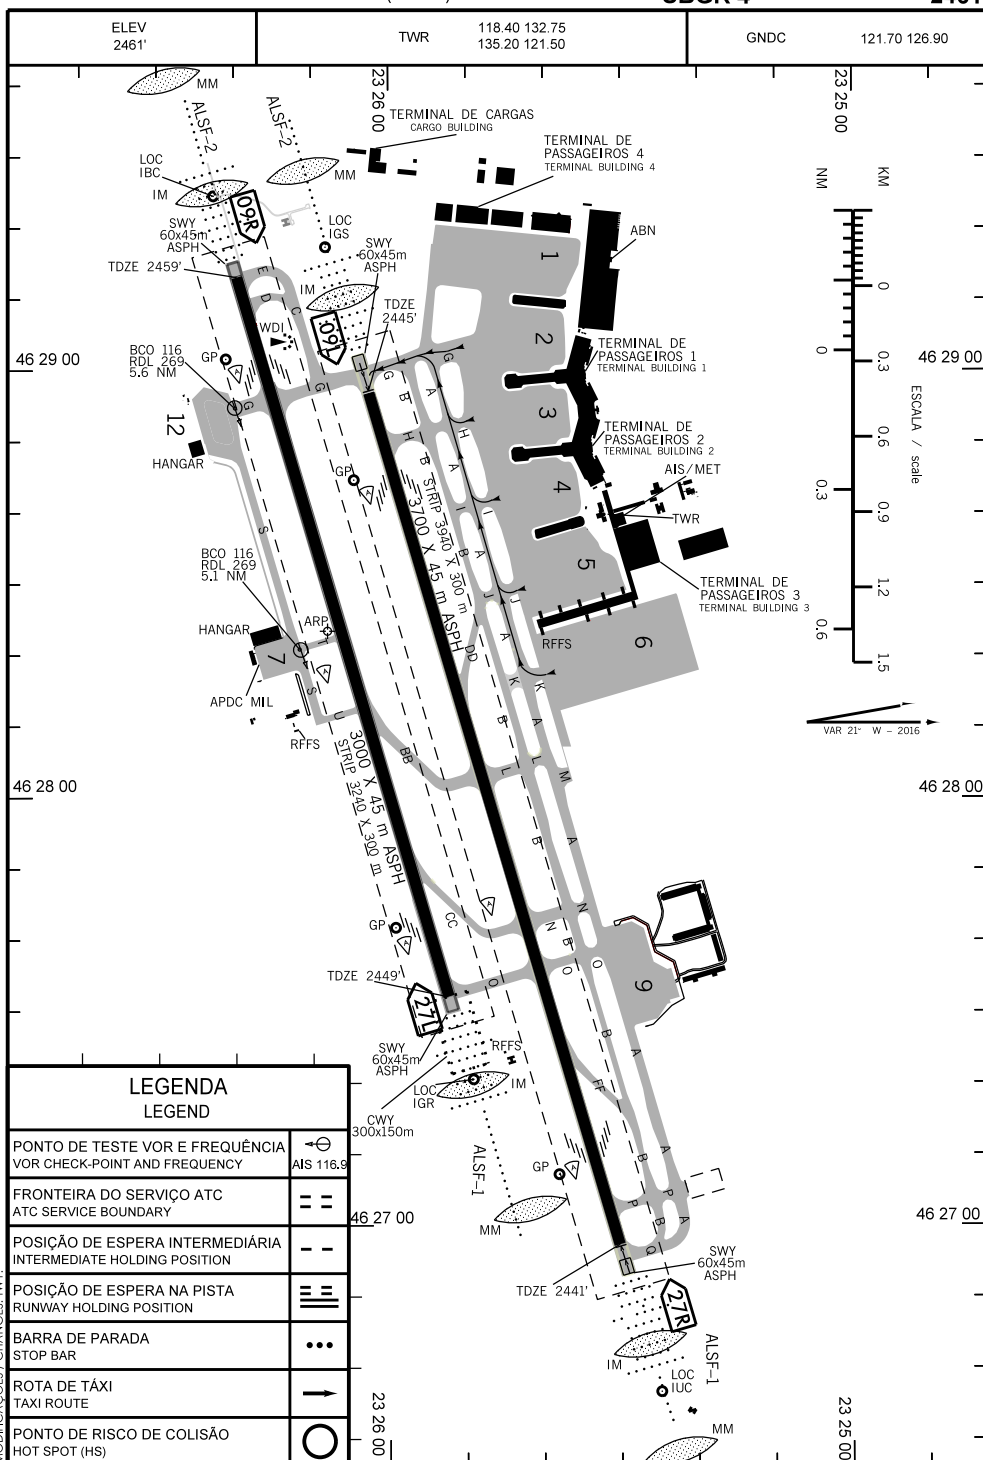 ELEV
2461'
TWR
118.40 132.75
135.20 121.50
GNDC
121.70 126.90
23 26 00
23 25 00
MM
ALSF-2
ALSF-2
TERMINAL DE CARGAS
CARGO BUILDING
TERMINAL DE
PASSAGEIROS 4
TERMINAL BUILDING 4
LOC
IBC
IM
MM
KM
NM
09R
SWY
60x45m
ASPH
LOC
IGS
SWY
60x45m
ASPH
ABN
1
TDZE 2459'
E
D
C
IM
0
0
TDZE
2445'
WDI
09L
2
46 29 00
BCO 116
RDL 269
5.6 NM
GP
G
G
G
G
A
B
H
H
TERMINAL DE
PASSAGEIROS 1
TERMINAL BUILDING 1
0.3
46 29 00
ESCALA / scale
3
12
HANGAR
B
A
TERMINAL DE
PASSAGEIROS 2
TERMINAL BUILDING 2
0.6
AIS/MET
GP
0.3
4
0.9
TWR
S
STRIP 3940 X 300 m
3700 X 45 m ASPH
I
I
B
A
BCO 116
RDL 269
5.1 NM
5
TERMINAL DE
PASSAGEIROS 3
TERMINAL BUILDING 3
1.2
J
J
A
HANGAR
ARP
T
RFFS
6
0.6
1.5
7
DD
K
K
A
APDC MIL
S
U
B
VAR 21° W - 2016
RFFS
3000 X 45 m ASPH
STRIP 3240 X 300 m
BB
L
L
M
46 28 00
46 28 00
B
A
GP
CC
N
N
B
O
O
TDZE 2449'
O
9
27L
B
A
SWY
60x45m
ASPH
RFFS
LOC
IGR
IM
FF
CWY
300x150m
ALSF-1
GP
B
A
MM
P
P
B
A
46 27 00
46 27 00
Q
SWY
60x45m
ASPH
TDZE 2441'
27R
IM
ALSF-1
LOC
IUC
MM
23 26 00
23 25 00
LEGENDA
LEGEND
PONTO DE TESTE VOR E FREQUÊNCIA
VOR CHECK-POINT AND FREQUENCY
AIS 116.9
FRONTEIRA DO SERVIÇO ATC
ATC SERVICE BOUNDARY
POSIÇÃO DE ESPERA INTERMEDIÁRIA
INTERMEDIATE HOLDING POSITION
POSIÇÃO DE ESPERA NA PISTA
RUNWAY HOLDING POSITION
BARRA DE PARADA
STOP BAR
ROTA DE TÁXI
TAXI ROUTE
PONTO DE RISCO DE COLISÃO
HOT SPOT (HS)